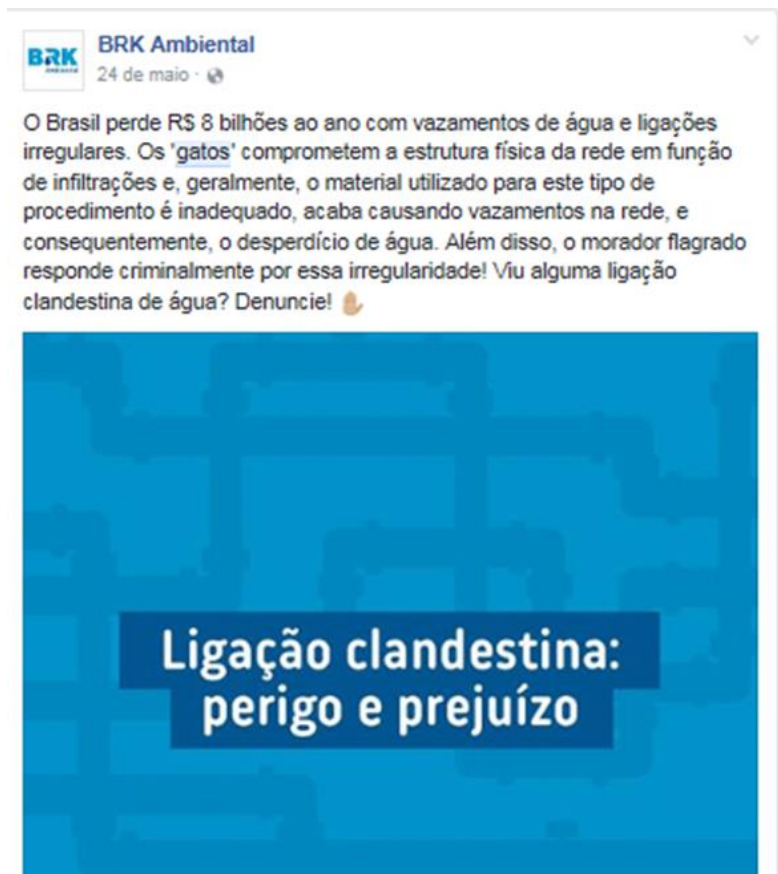 BRK
Ambiental
BRK Ambiental
24 de maio ·
O Brasil perde R$ 8 bilhões ao ano com vazamentos de água e ligações
irregulares. Os 'gatos' comprometem a estrutura física da rede em função
de infiltrações e, geralmente, o material utilizado para este tipo de
procedimento é inadequado, acaba causando vazamentos na rede, e
consequentemente, o desperdício de água. Além disso, o morador flagrado
responde criminalmente por essa irregularidade! Viu alguma ligação
clandestina de água? Denuncie! ✋🏼
Ligação clandestina:
perigo e prejuízo